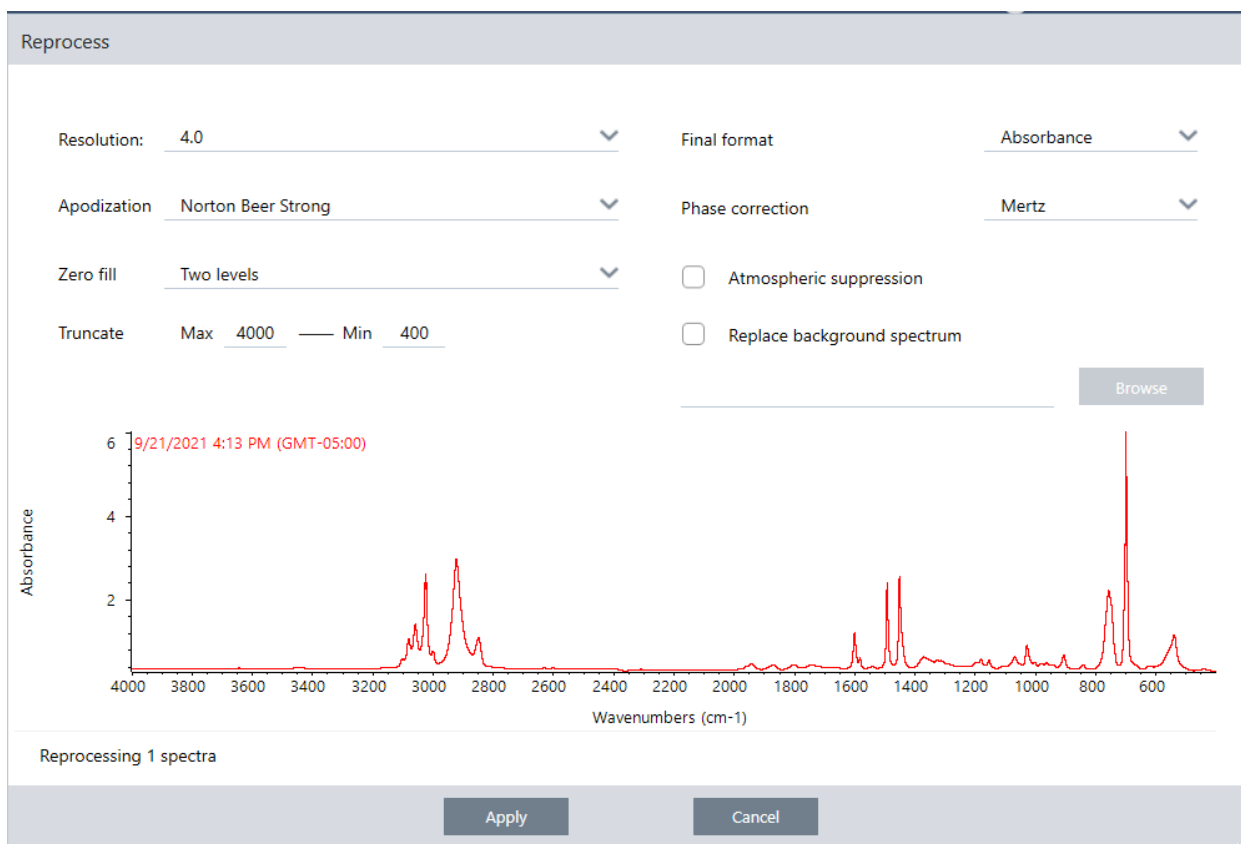 Reprocess
Resolution: 4.0
Final format Absorbance
Apodization Norton Beer Strong
Phase correction Mertz
Zero fill Two levels
Atmospheric suppression
Truncate Max 4000 Min 400
Replace background spectrum
Browse
6
9/21/2021 4:13 PM (GMT-05:00)
4
Absorbance
2
4000 3800 3600 3400 3200 3000 2800 2600 2400 2200 2000 1800 1600 1400 1200 1000 800 600
Wavenumbers (cm-1)
Reprocessing 1 spectra
Apply Cancel